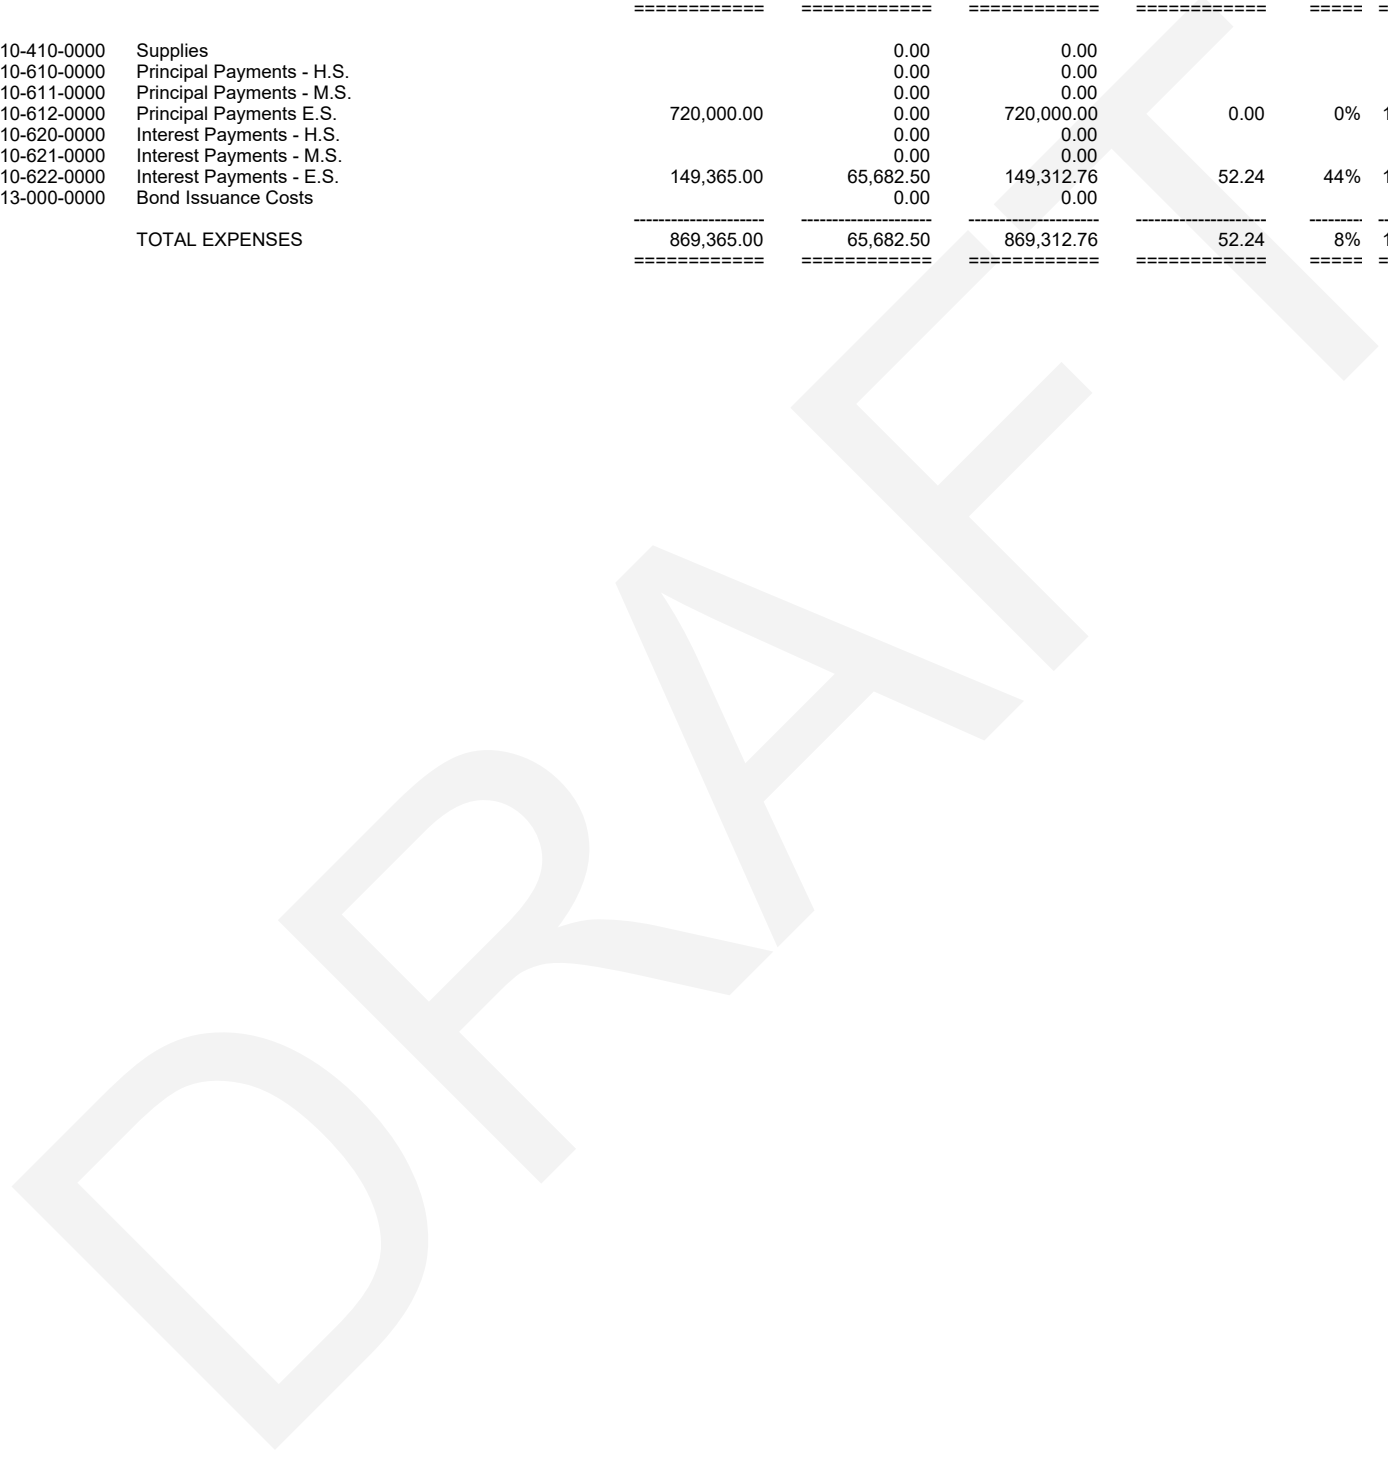 ============ ============ ============ ============ ===== =
10-410-0000 Supplies 0.00 0.00
10-610-0000 Principal Payments - H.S. 0.00 0.00
10-611-0000 Principal Payments - M.S. 0.00 0.00
10-612-0000 Principal Payments E.S. 720,000.00 0.00 720,000.00 0.00 0% 1
10-620-0000 Interest Payments - H.S. 0.00 0.00
10-621-0000 Interest Payments - M.S. 0.00 0.00
10-622-0000 Interest Payments - E.S. 149,365.00 65,682.50 149,312.76 52.24 44% 1
13-000-0000 Bond Issuance Costs 0.00 0.00
--------------------- --------------------- --------------------- --------------------- -------- --
TOTAL EXPENSES 869,365.00 65,682.50 869,312.76 52.24 8% 1
============ ============ ============ ============ ===== =
DRAFT